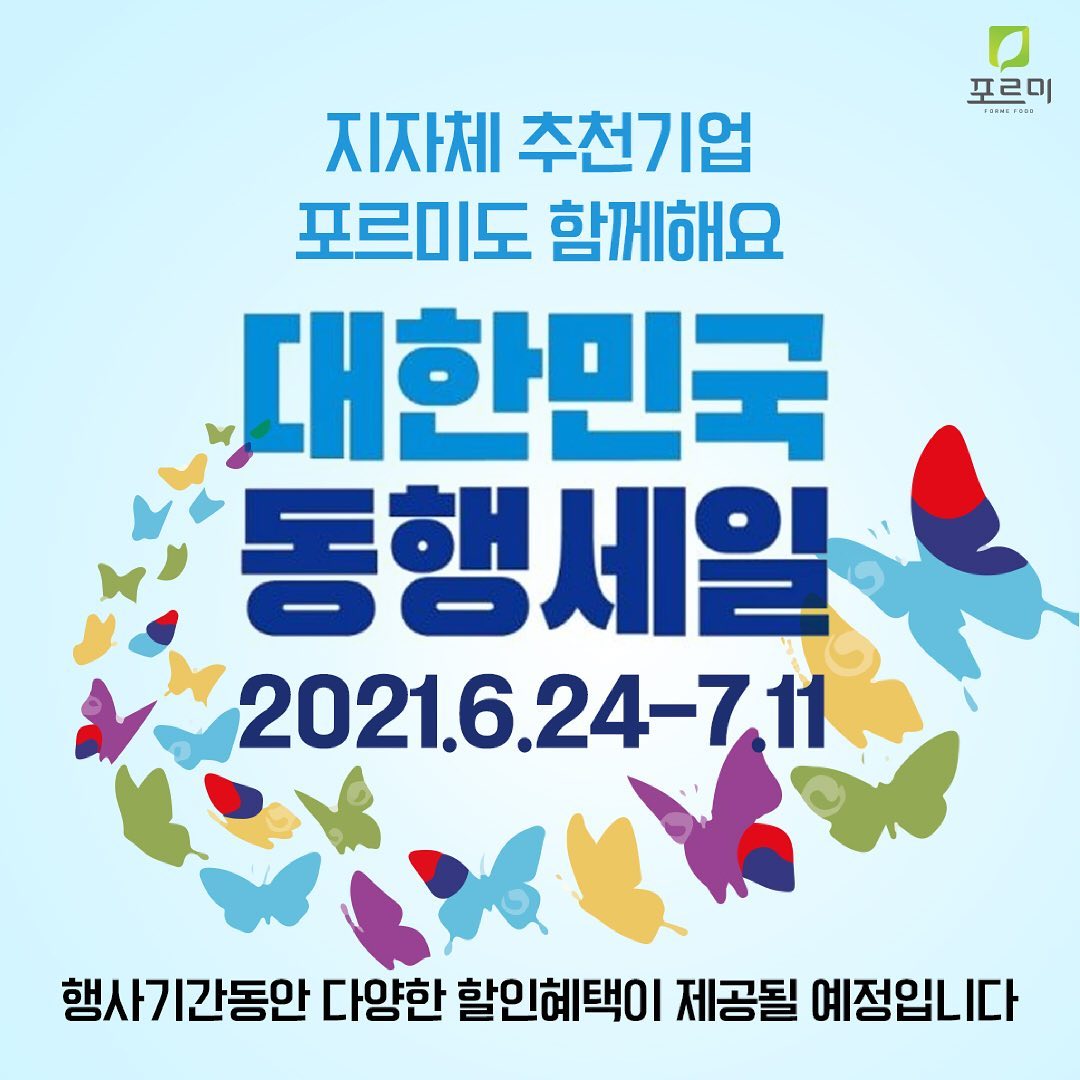 포르미
FORME FOOD
지자체 추천기업
포르미도 함께해요
대한민국
동행세일
2021.6.24-7.11
행사기간동안 다양한 할인혜택이 제공될 예정입니다